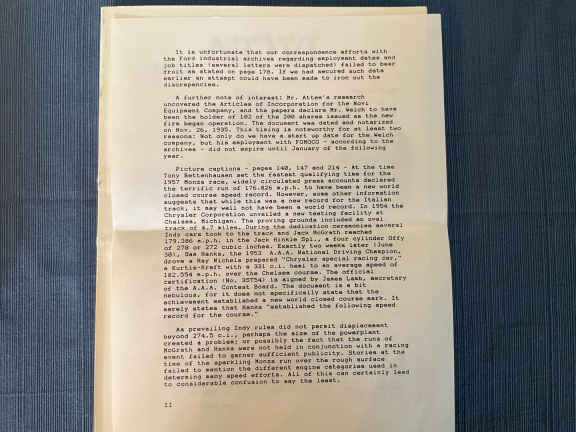 It is unfortunate that our correspondence efforts with
the Ford industrial archives regarding employment dates and
job titles (several letters were dispatched) failed to bear
fruit as stated on page 178. If we had secured such data
earlier an attempt could have been made to iron out the
discrepancies.
A further note of interest: Mr. Attee's research
uncovered the Articles of Incorporation for the Novi
Equipment Company, and the papers declare Mr. Welch to have
been the holder of 182 of the 200 shares issued as the new
firm began operation. The document was dated and notarized
on Nov. 26, 1935. This timing is noteworthy for at least two
reasons: Not only do we have a start up date for the Welch
company, but his employment with FOMOCO - according to the
archives - did not expire until January of the following
year.
Picture captions - pages 140, 147 and 214 - At the time
Tony Bettenhausen set the fastest qualifying time for the
1957 Monza race, widely circulated press accounts declared
the terrific run of 176.826 m.p.h. to have been a new world
closed course speed record. However, some other information
suggests that while this was a new record for the Italian
track, it may well not have been a world record. In 1954 the
Chrysler Corporation unveiled a new testing facility at
Chelsea, Michigan. The proving grounds included an oval
track of 4.7 miles. During the dedication ceremonies several
Indy cars took to the track and Jack McGrath reached
179.386 m.p.h. in the Jack Hinkle Spl., a four cylinder Offy
of 270 or 272 cubic inches. Exactly two weeks later (June
30), Sam Hanks, the 1953 A.A.A. National Driving Champion,
drove a Ray Nichels prepared "Chrysler special racing car,"
a Kurtis-Kraft with a 331 c.i. hemi to an average speed of
182.554 m.p.h. over the Chelsea course. The official
certification (No. 35754) is signed by James Lamb, secretary
of the A.A.A. Contest Board. The document is a bit
nebulous, for it does not specifically state that the
achievement established a new world closed course mark. It
merely states that Hanks "established the following speed
record for the course."
As prevailing Indy rules did not permit displacement
beyond 274.5 c.i., perhaps the size of the powerplant
created a problem; or possibly the fact that the runs of
McGrath and Hanks were not held in conjunction with a racing
event failed to garner sufficient publicity. Stories at the
time of the sparkling Monza run over the rough surface
failed to mention the different engine categories used in
determing many speed efforts. All of this can certainly lead
to considerable confusion to say the least.
II